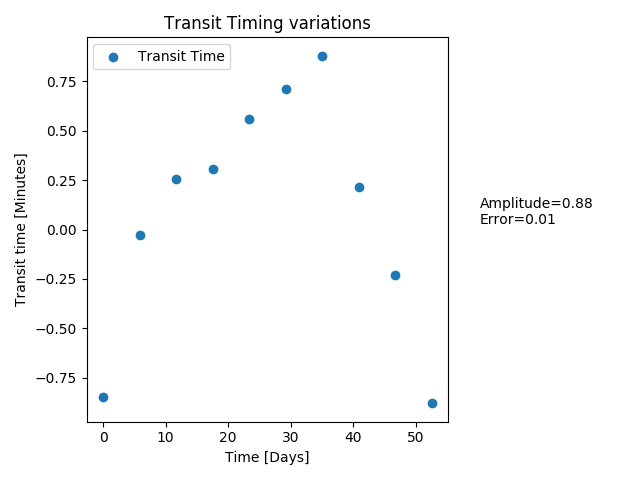 Transit Timing variations
Transit Time
0.75
0.50
0.25
0.00
−0.25
−0.50
−0.75
Transit time [Minutes]
Amplitude=0.88
Error=0.01
0 10 20 30 40 50
Time [Days]